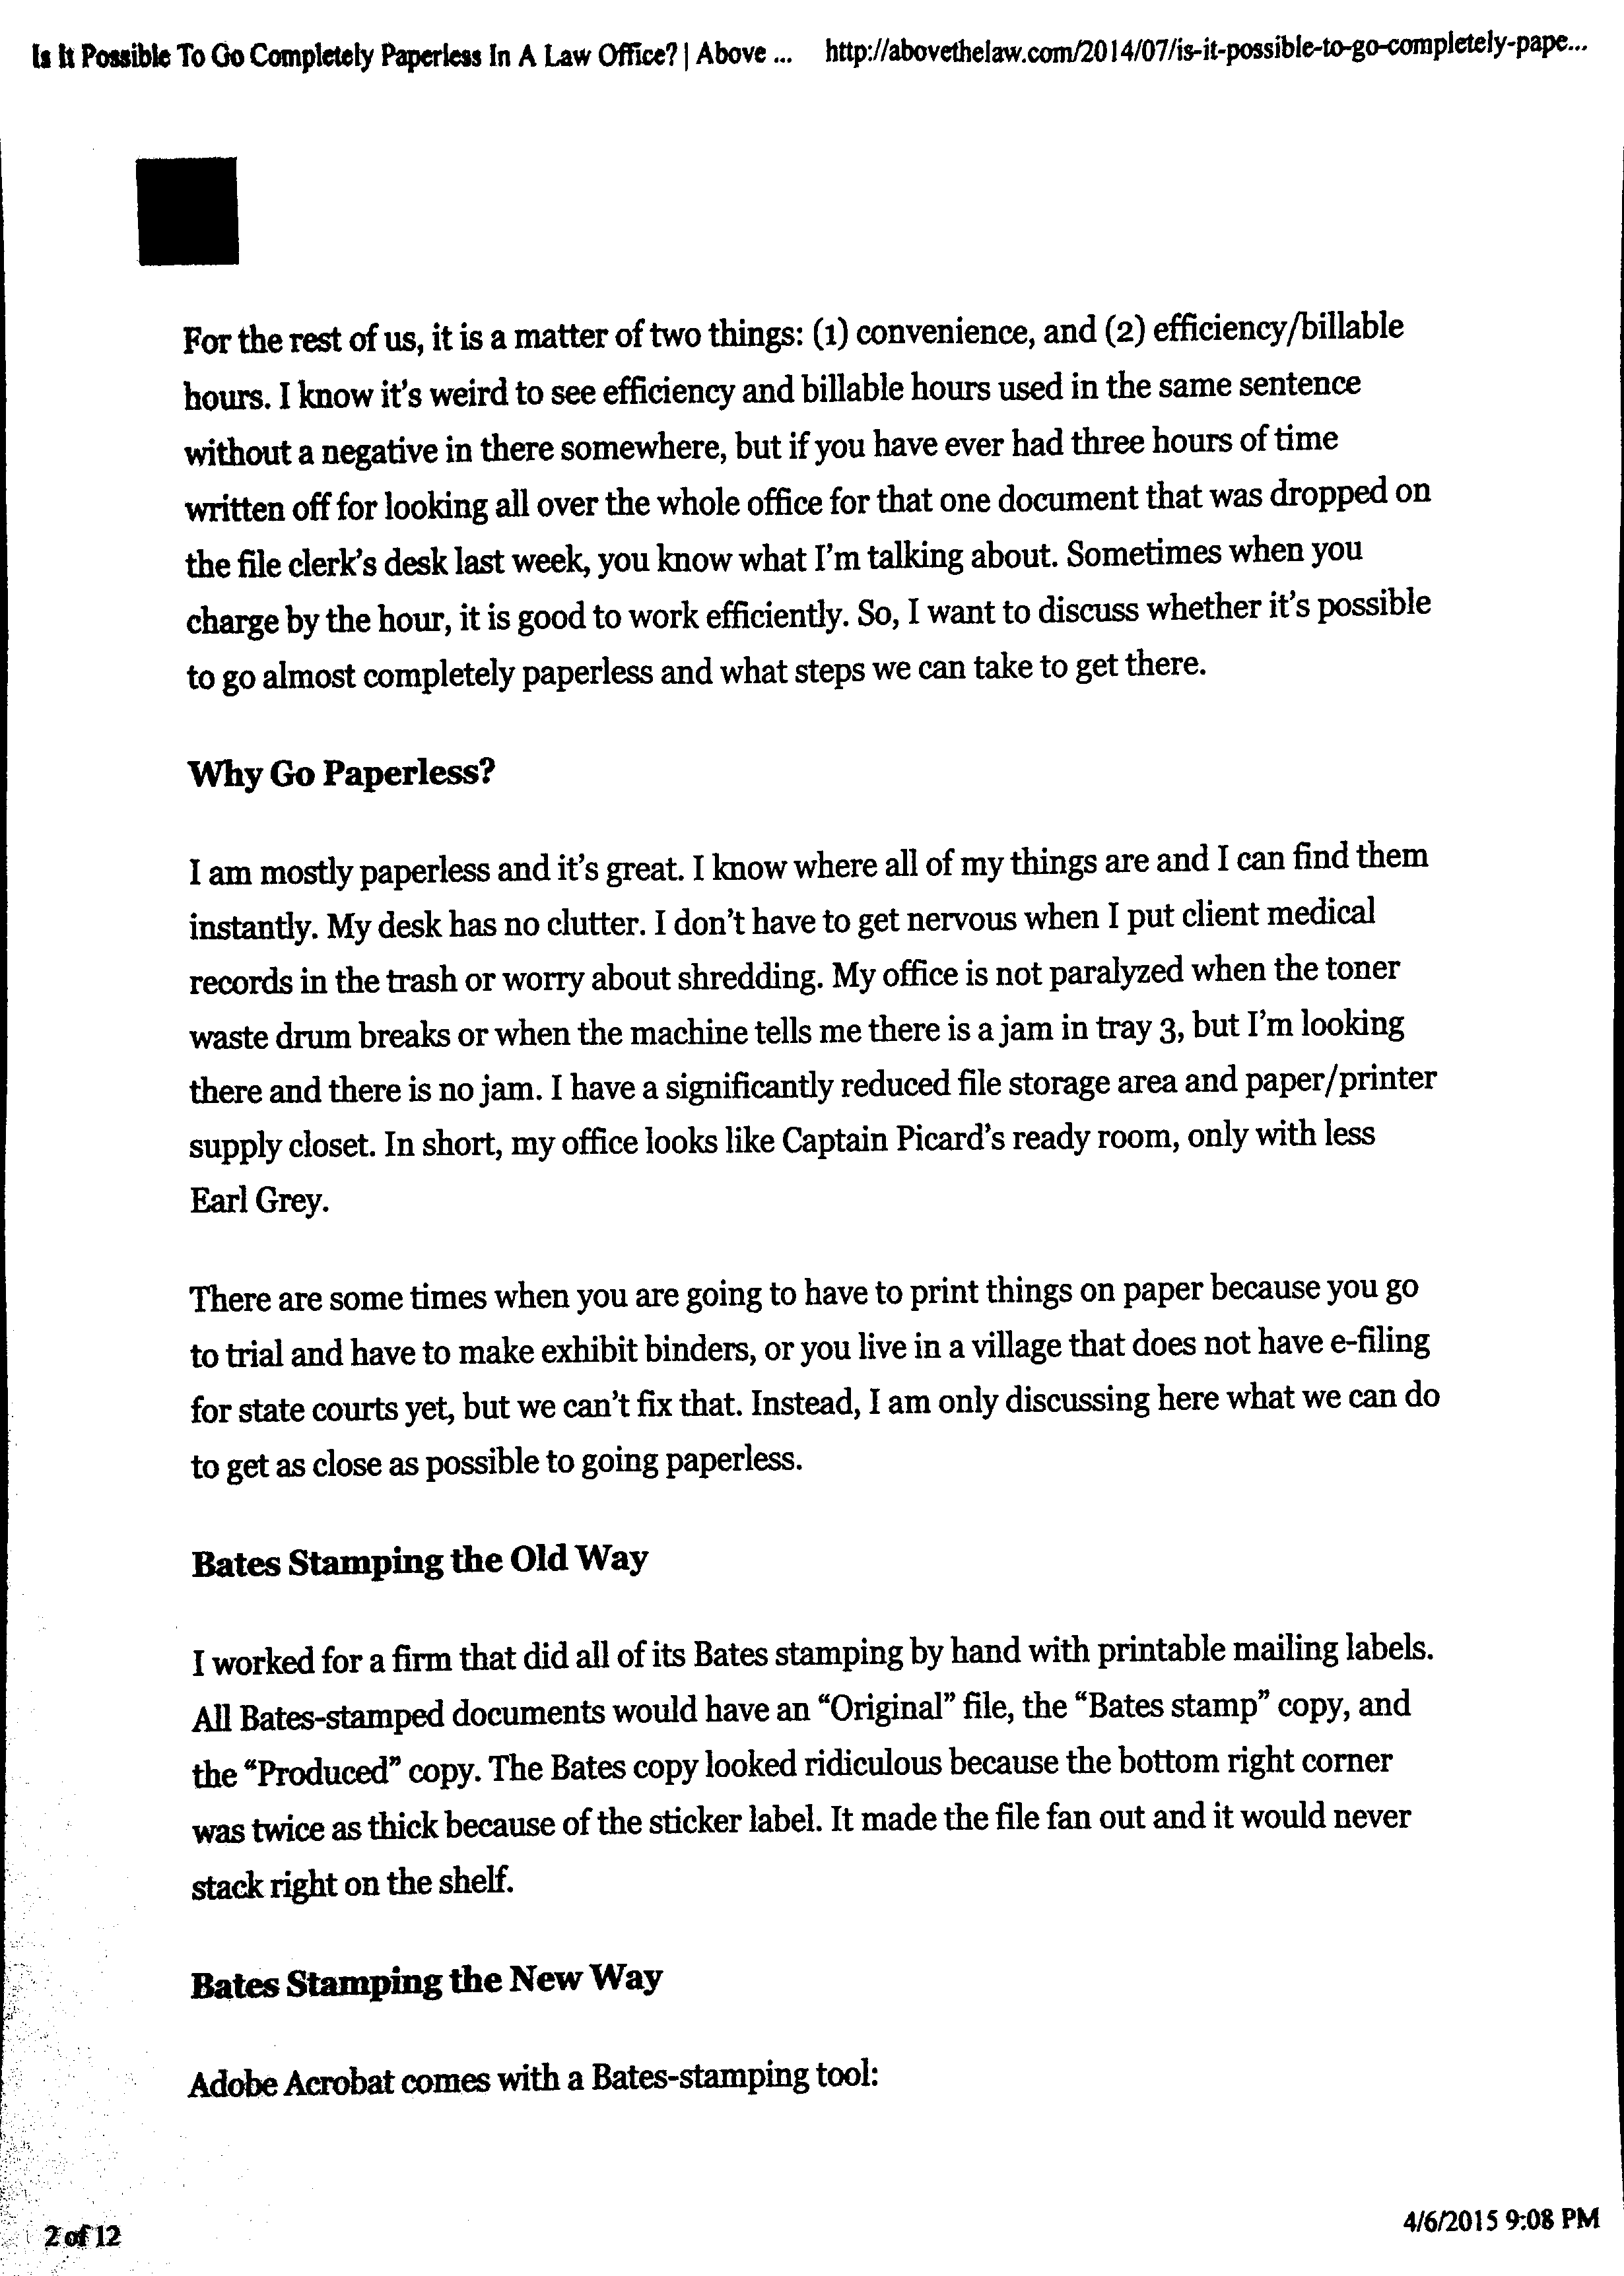 Is It Possible To Go Completely Paperless In A Law Office? | Above ... http://abovethelaw.com/2014/07/is-it-possible-to-go-completely-pape...
For the rest of us, it is a matter of two things: (1) convenience, and (2) efficiency/billable
hours. I know it's weird to see efficiency and billable hours used in the same sentence
without a negative in there somewhere, but if you have ever had three hours of time
written off for looking all over the whole office for that one document that was dropped on
the file clerk's desk last week, you know what I'm talking about. Sometimes when you
charge by the hour, it is good to work efficiently. So, I want to discuss whether it's possible
to go almost completely paperless and what steps we can take to get there.
Why Go Paperless?
I am mostly paperless and it's great. I know where all of my things are and I can find them
instantly. My desk has no clutter. I don't have to get nervous when I put client medical
records in the trash or worry about shredding. My office is not paralyzed when the toner
waste drum breaks or when the machine tells me there is a jam in tray 3, but I'm looking
there and there is no jam. I have a significantly reduced file storage area and paper/printer
supply closet. In short, my office looks like Captain Picard's ready room, only with less
Earl Grey.
There are some times when you are going to have to print things on paper because you go
to trial and have to make exhibit binders, or you live in a village that does not have e-filing
for state courts yet, but we can't fix that. Instead, I am only discussing here what we can do
to get as close as possible to going paperless.
Bates Stamping the Old Way
I worked for a firm that did all of its Bates stamping by hand with printable mailing labels.
All Bates-stamped documents would have an “Original” file, the “Bates stamp” copy, and
the “Produced” copy. The Bates copy looked ridiculous because the bottom right corner
was twice as thick because of the sticker label. It made the file fan out and it would never
stack right on the shelf.
Bates Stamping the New Way
Adobe Acrobat comes with a Bates-stamping tool:
2 of 12 4/6/2015 9:08 PM